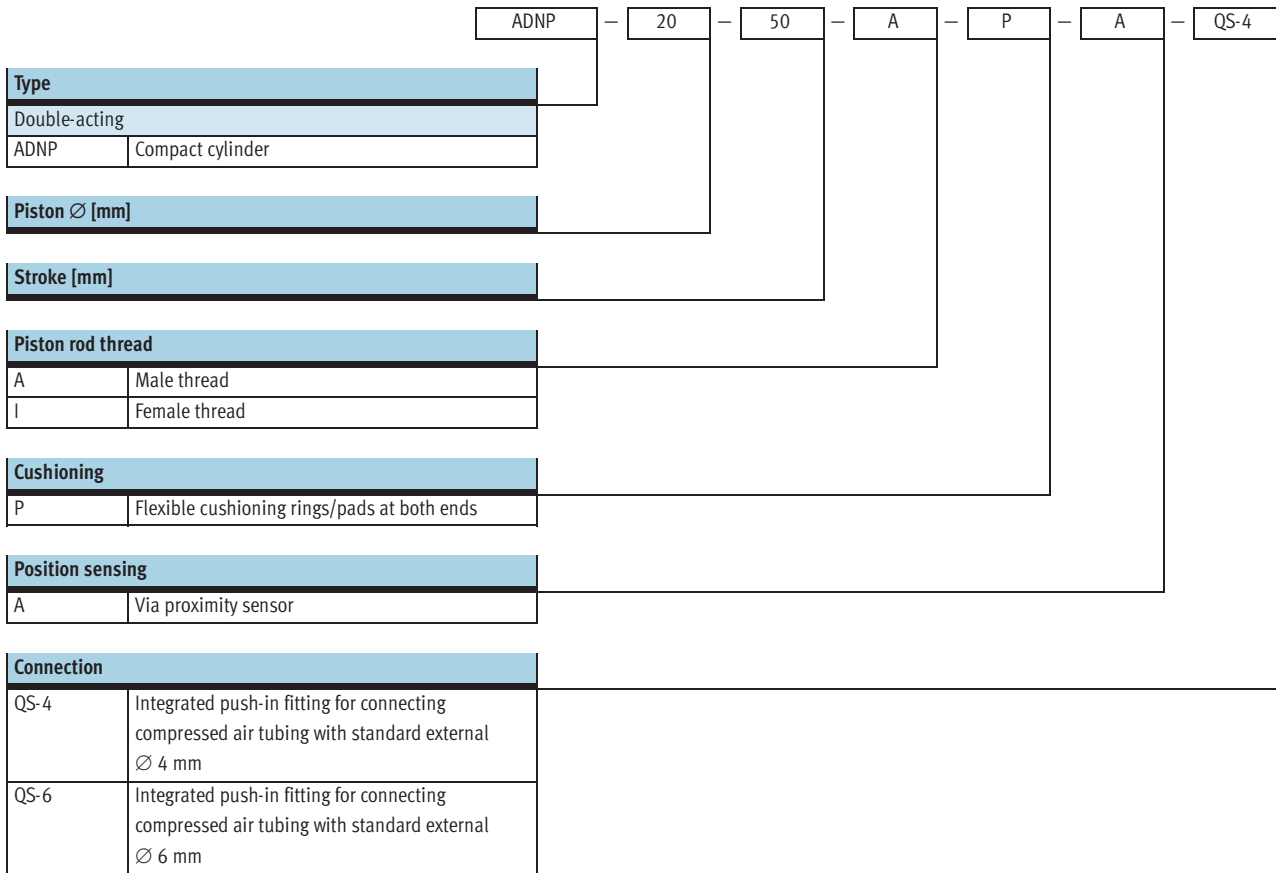 ADNP — 20 — 50 — A — P — A — QS-4
Type
Double-acting
ADNP Compact cylinder
Piston ∅ [mm]
Stroke [mm]
Piston rod thread
A Male thread
I Female thread
Cushioning
P Flexible cushioning rings/pads at both ends
Position sensing
A Via proximity sensor
Connection
QS-4 Integrated push-in fitting for connecting
compressed air tubing with standard external
∅ 4 mm
QS-6 Integrated push-in fitting for connecting
compressed air tubing with standard external
∅ 6 mm